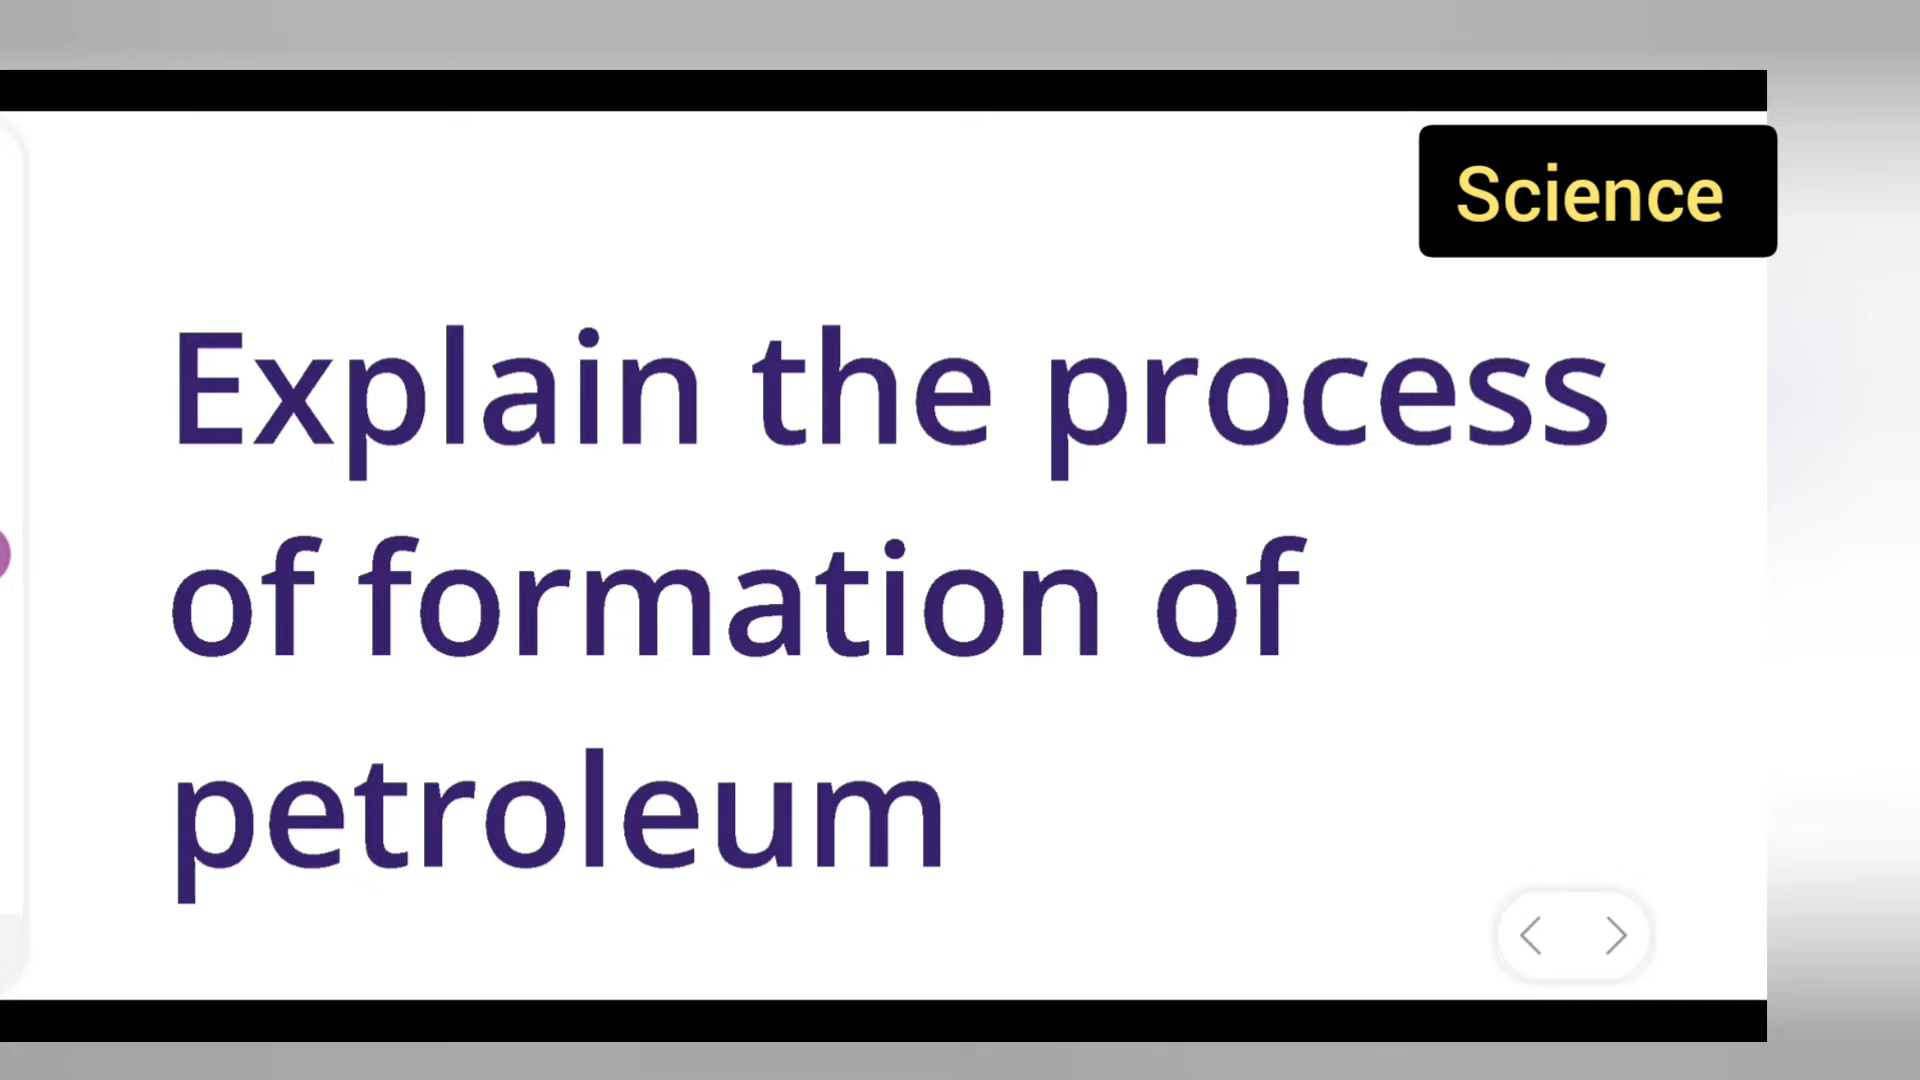 Science
Explain the process
of formation of
petroleum